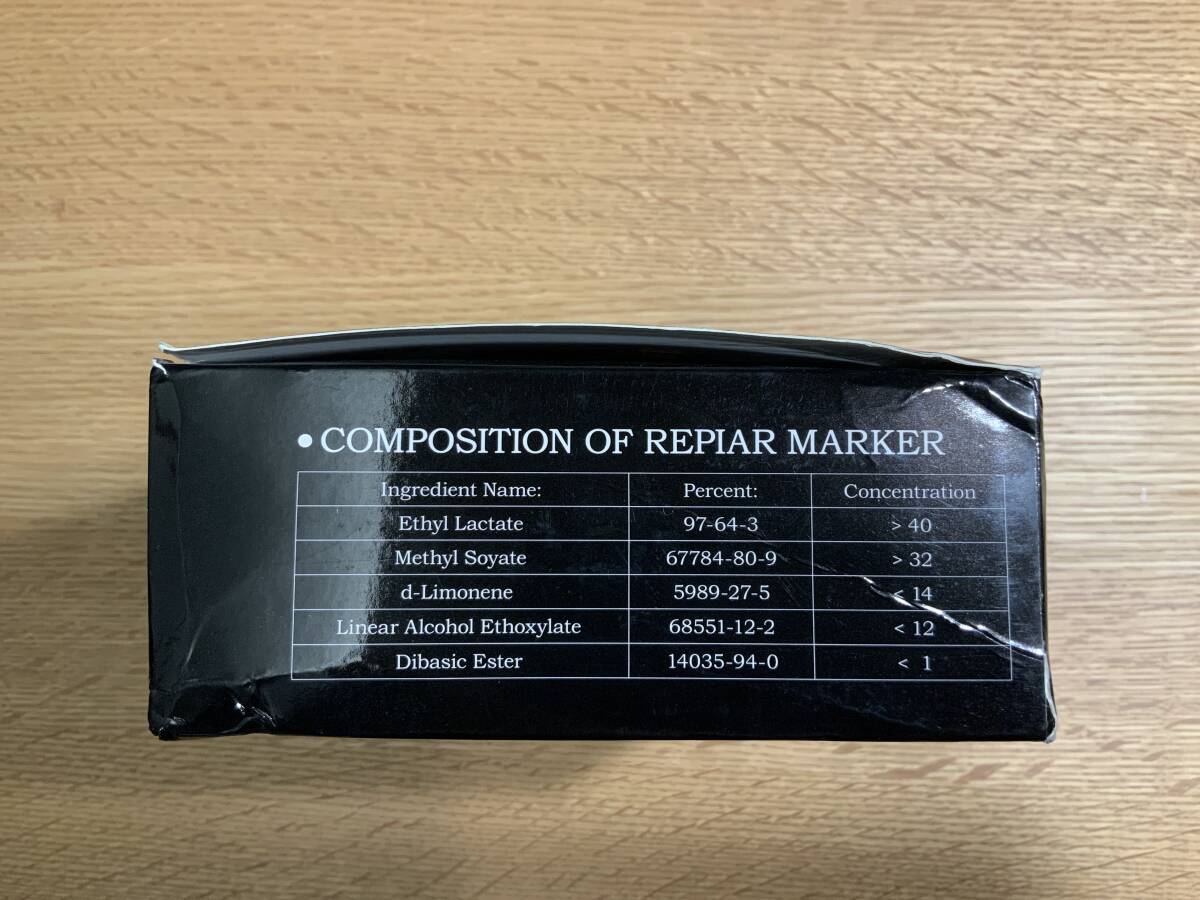 • COMPOSITION OF REPIAR MARKER
Ingredient Name: Percent: Concentration
Ethyl Lactate 97-64-3 > 40
Methyl Soyate 67784-80-9 > 32
d-Limonene 5989-27-5 < 14
Linear Alcohol Ethoxylate 68551-12-2 < 12
Dibasic Ester 14035-94-0 < 1